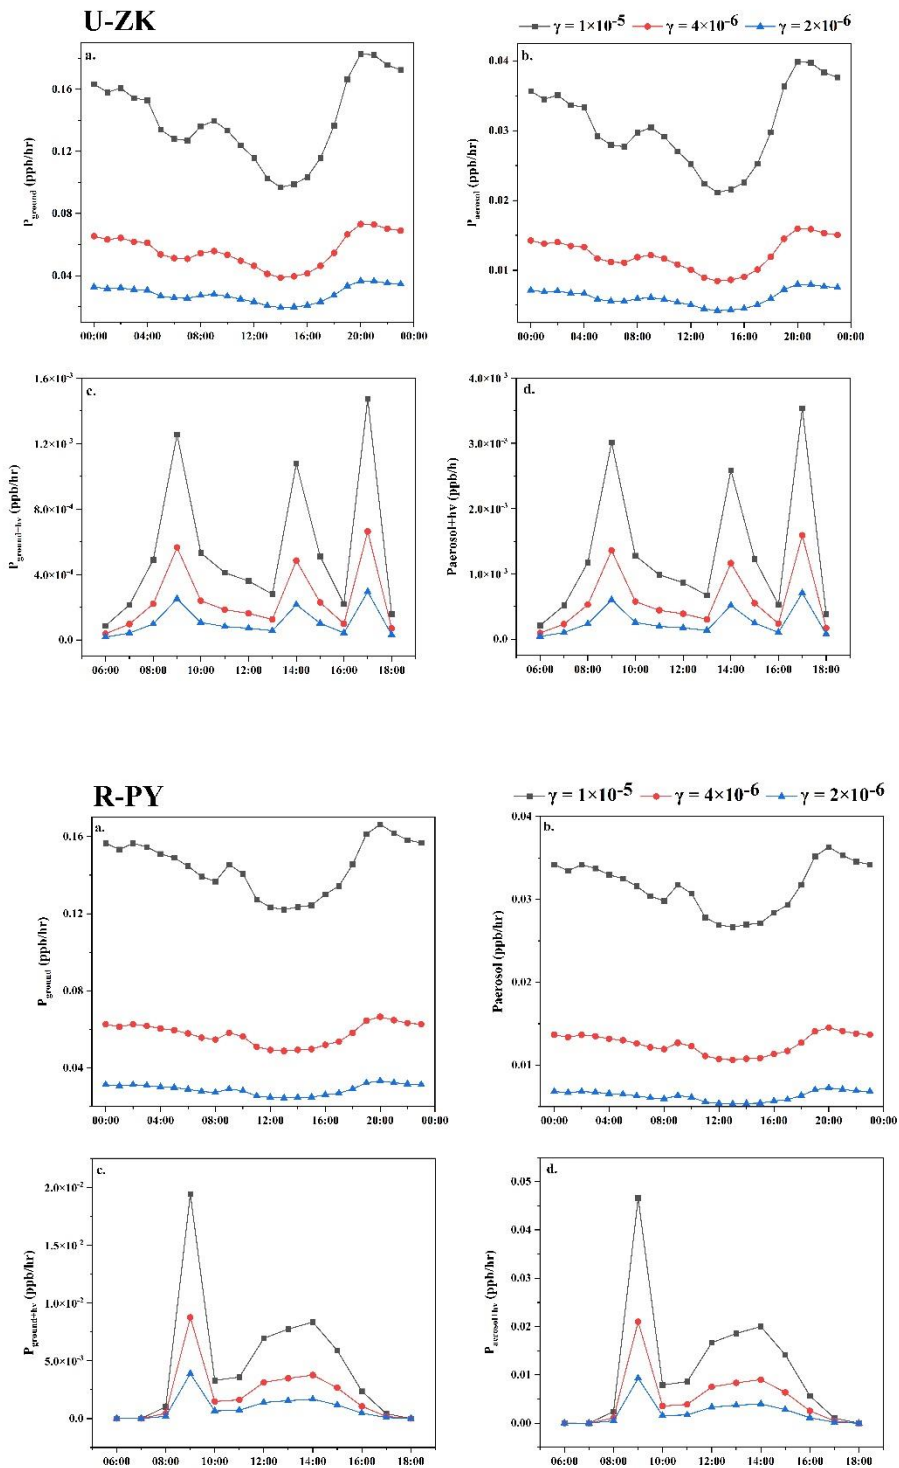 U-ZK
γ = 1×10-5 γ = 4×10-6 γ = 2×10-6
a.
Pground (ppb/hr)
0.16
0.12
0.08
0.04
00:00 04:00 08:00 12:00 16:00 20:00 00:00
b.
Paerosol (ppb/hr)
0.04
0.03
0.02
0.01
00:00 04:00 08:00 12:00 16:00 20:00 00:00
c.
Pground+hv (ppb/hr)
1.6×10-3
1.2×10-3
8.0×10-4
4.0×10-4
0.0
06:00 08:00 10:00 12:00 14:00 16:00 18:00
d.
Paerosol+hv (ppb/h)
4.0×10-3
3.0×10-3
2.0×10-3
1.0×10-3
0.0
06:00 08:00 10:00 12:00 14:00 16:00 18:00
R-PY
γ = 1×10-5 γ = 4×10-6 γ = 2×10-6
a.
Pground (ppb/hr)
0.16
0.12
0.08
0.04
00:00 04:00 08:00 12:00 16:00 20:00 00:00
b.
Paerosol (ppb/hr)
0.04
0.03
0.02
0.01
00:00 04:00 08:00 12:00 16:00 20:00 00:00
c.
Pground+hv (ppb/hr)
2.0×10-2
1.5×10-2
1.0×10-2
5.0×10-3
0.0
06:00 08:00 10:00 12:00 14:00 16:00 18:00
d.
Paerosol+hv (ppb/hr)
0.05
0.04
0.03
0.02
0.01
0.00
06:00 08:00 10:00 12:00 14:00 16:00 18:00